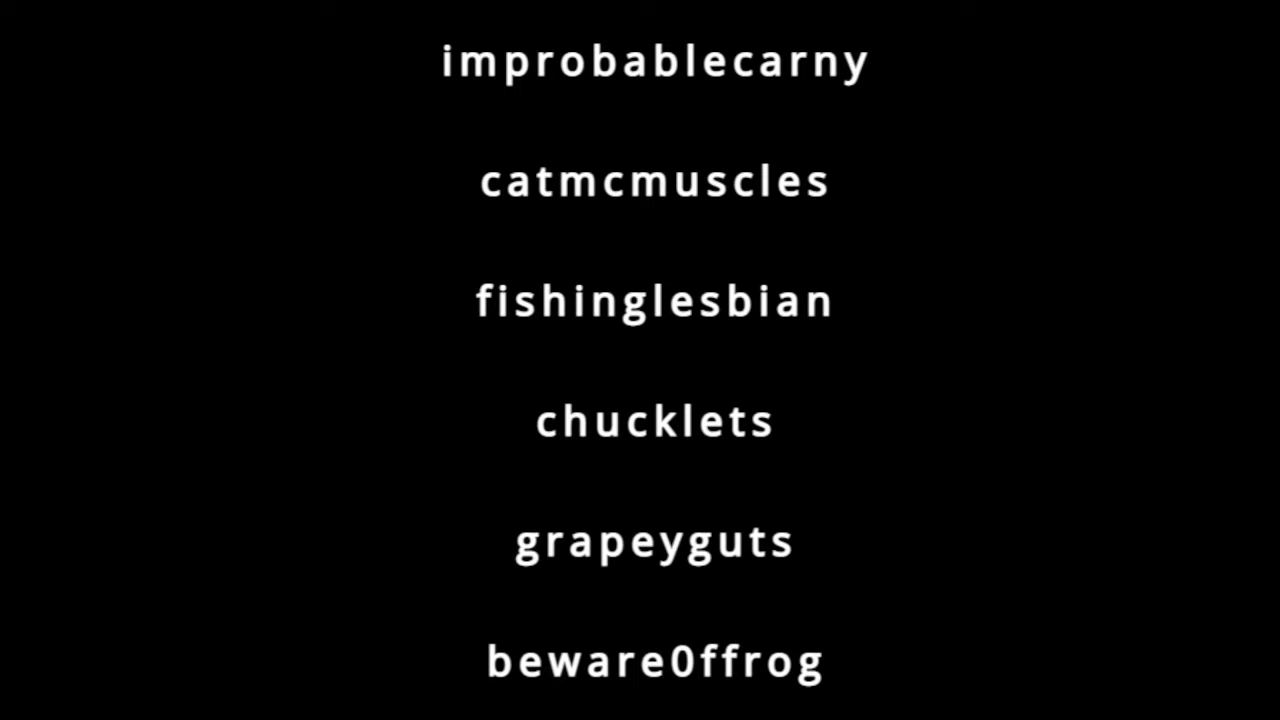 improbablecarny
catmcmuscles
fishinglesbian
chucklets
grapeyguts
beware0ffrog